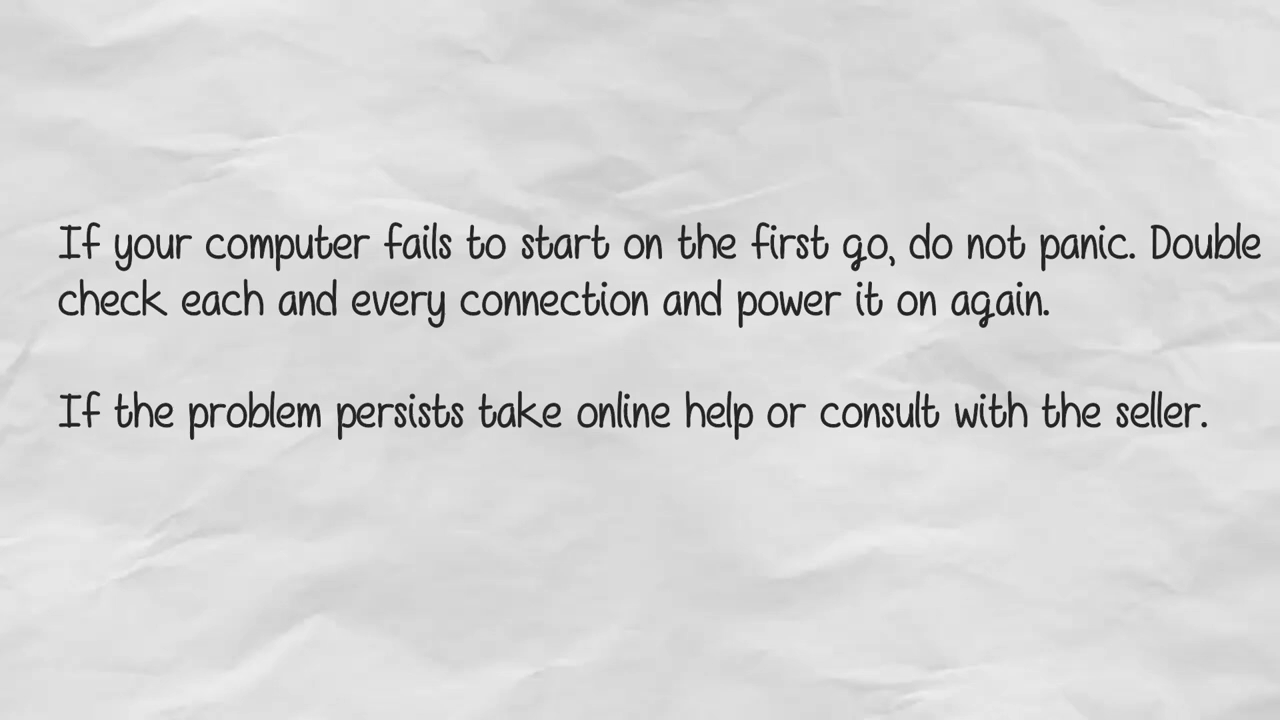 If your computer fails to start on the first go, do not panic. Double
check each and every connection and power it on again.
If the problem persists take online help or consult with the seller.